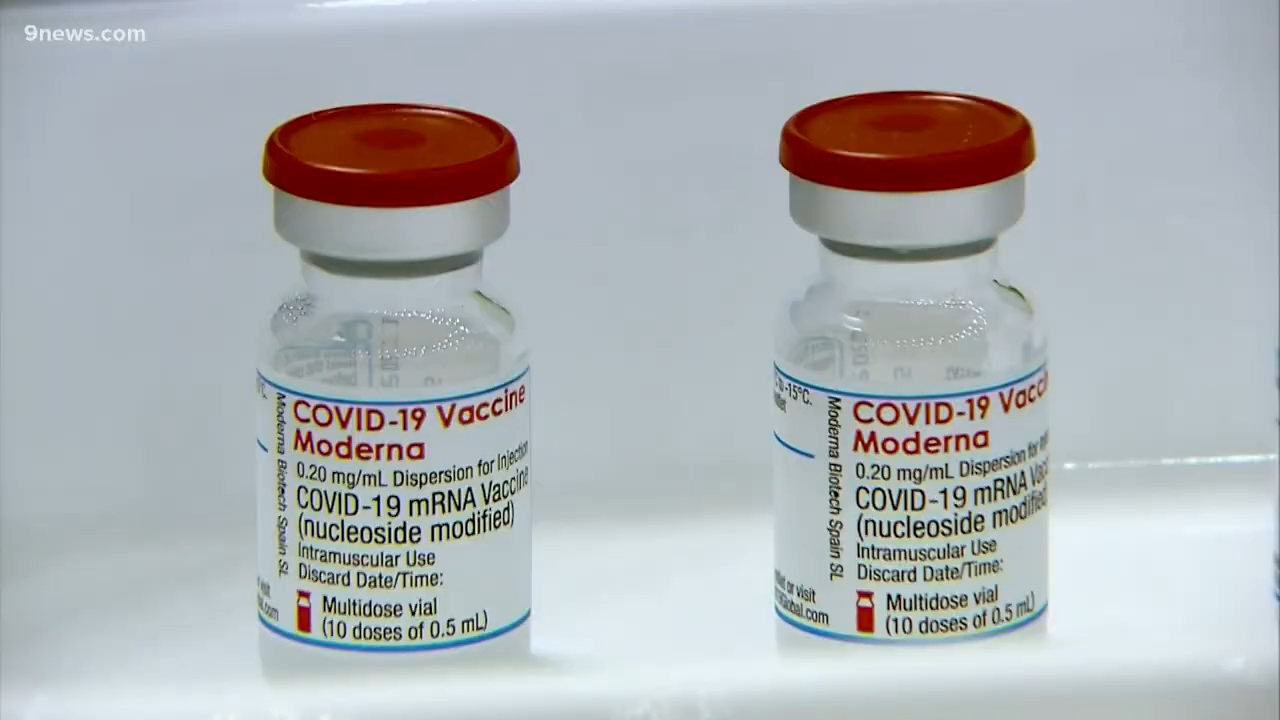 9news.com
COVID-19 Vaccine
Moderna
0.20 mg/mL Dispersion for Injection
COVID-19 mRNA Vaccine
(nucleoside modified)
Intramuscular Use
Discard Date/Time:
Multidose vial
(10 doses of 0.5 mL)
Moderna Biotech Spain SL
-15°C.
or visit
COVID-19 Vacc
Moderna
0.20 mg/mL Dispersion for
COVID-19 mRNA Vacc
(nucleoside modified
Intramuscular Use
Discard Date/Time:
Multidose vial
(10 doses of 0.5 mL)
Moderna Biotech Spain SL